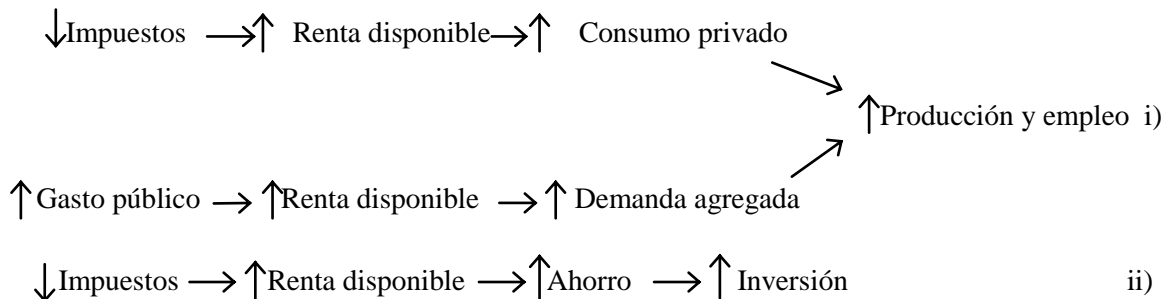 ↓Impuestos → ↑ Renta disponible → ↑ Consumo privado
↑Producción y empleo i)
↑ Gasto público → ↑Renta disponible → ↑ Demanda agregada
↓Impuestos → ↑Renta disponible → ↑Ahorro → ↑ Inversión ii)